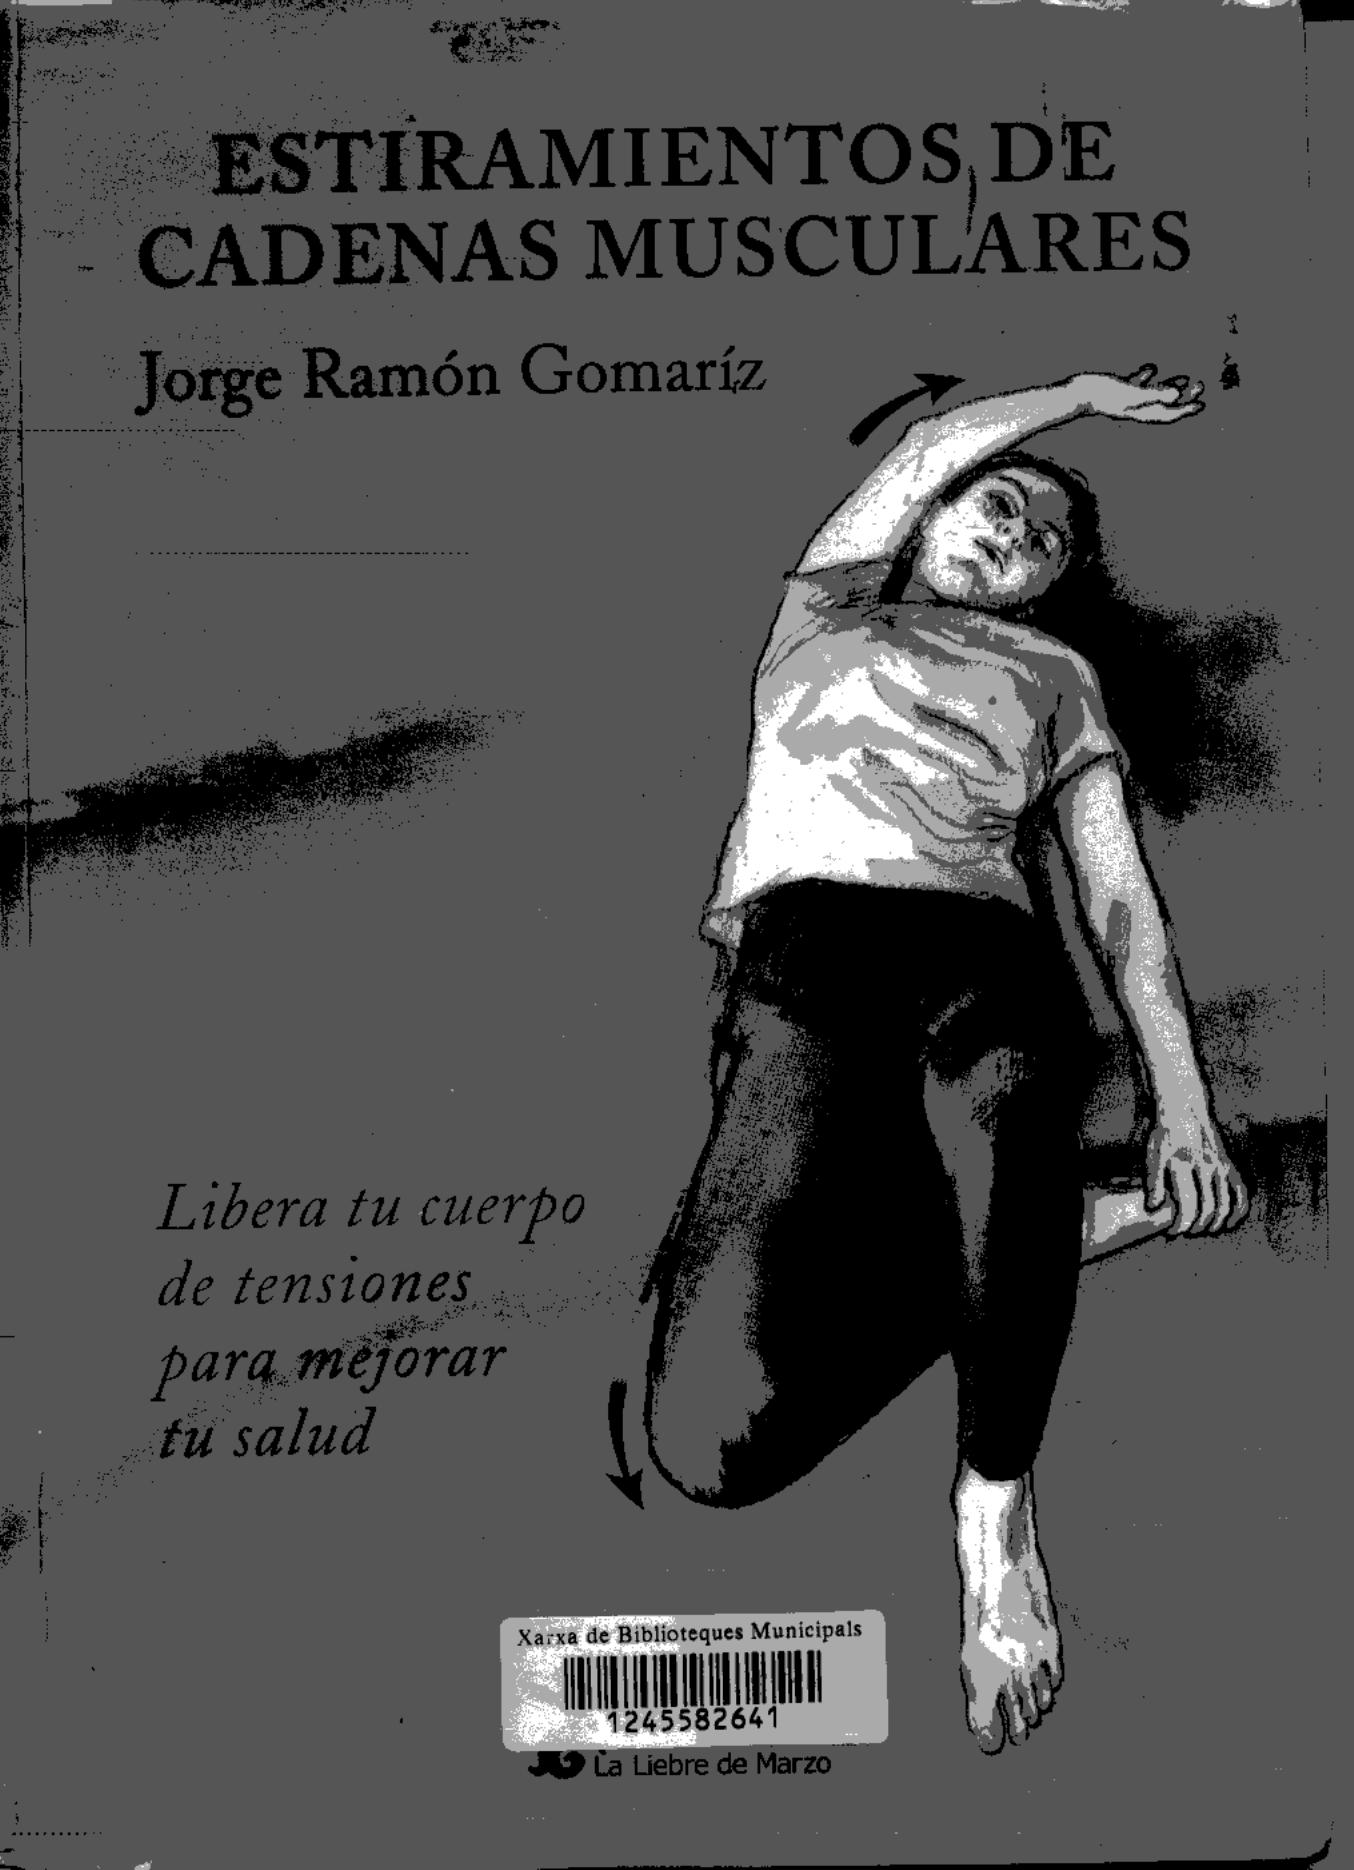 ESTIRAMIENTOS DE
CADENAS MUSCULARES
Jorge Ramón Gomaríz
Libera tu cuerpo
de tensiones
para mejorar
tu salud
Xarxa de Biblioteques Municipals
1245582641
La Liebre de Marzo